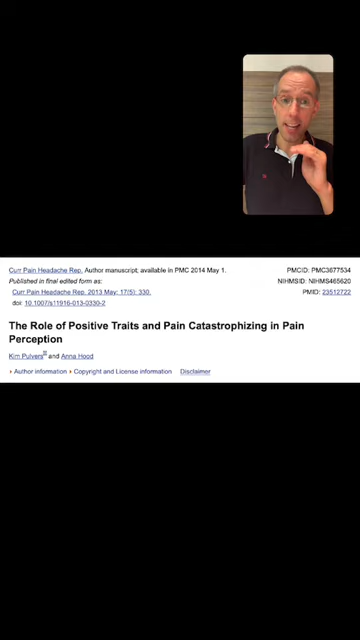 Curr Pain Headache Rep. Author manuscript, available in PMC 2014 May 1.
Published in final edited form as:
Curr Pain Headache Rep. 2013 May; 17(5): 330.
doi: 10.1007/s11916-013-0330-2
PMCID: PMC3677534
NIHMSID: NIHMS465620
PMID: 23512722
The Role of Positive Traits and Pain Catastrophizing in Pain
Perception
Kim Pulvers and Anna Hood
Author information Copyright and License information Disclaimer